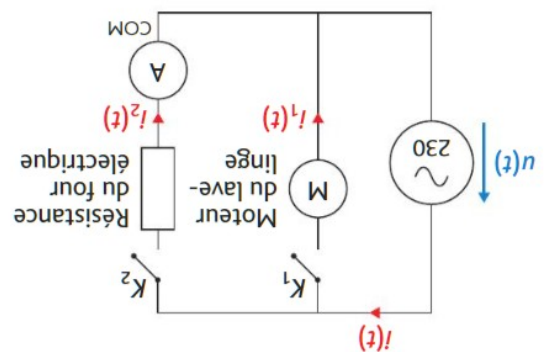 i(t)
K₁
K₂
u(t)
230
M
Moteur
du lave-
linge
Résistance
du four
électrique
i₁(t)
i₂(t)
A
COM